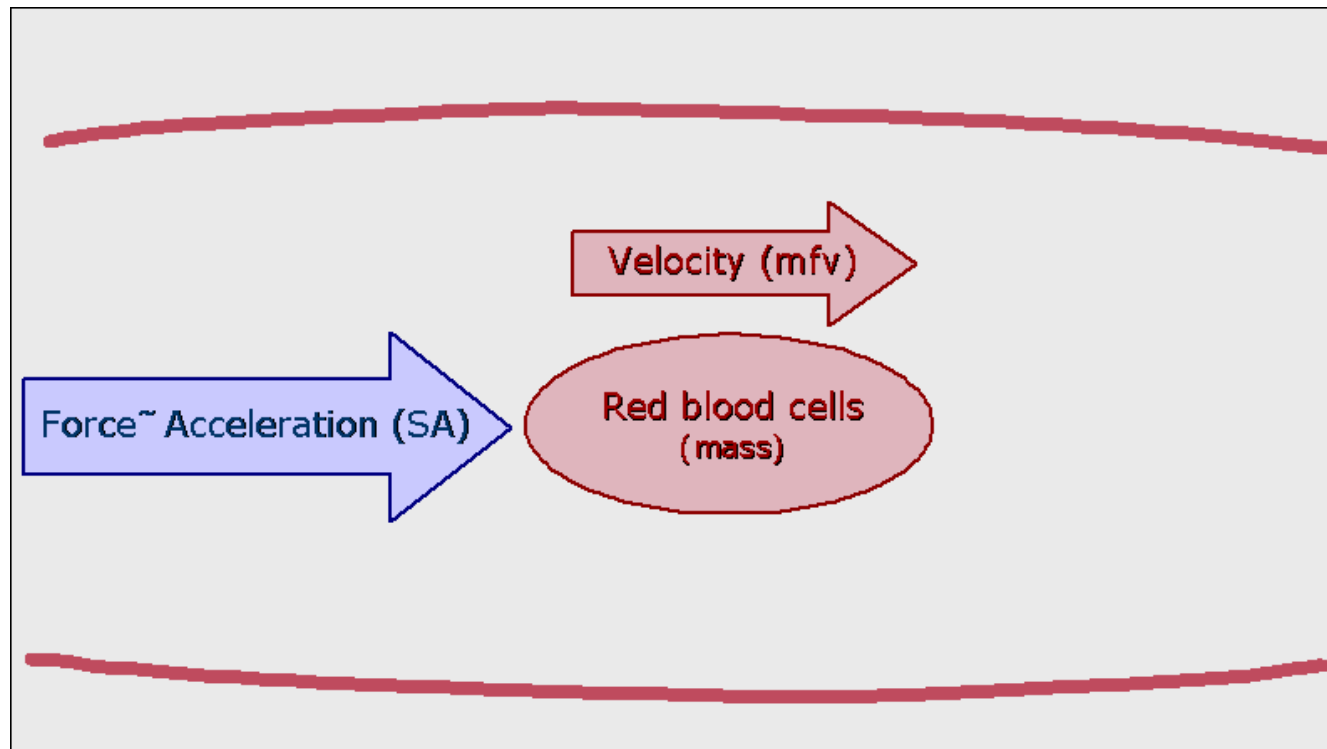 Velocity (mfv)
Force~ Acceleration (SA)
Red blood cells
(mass)